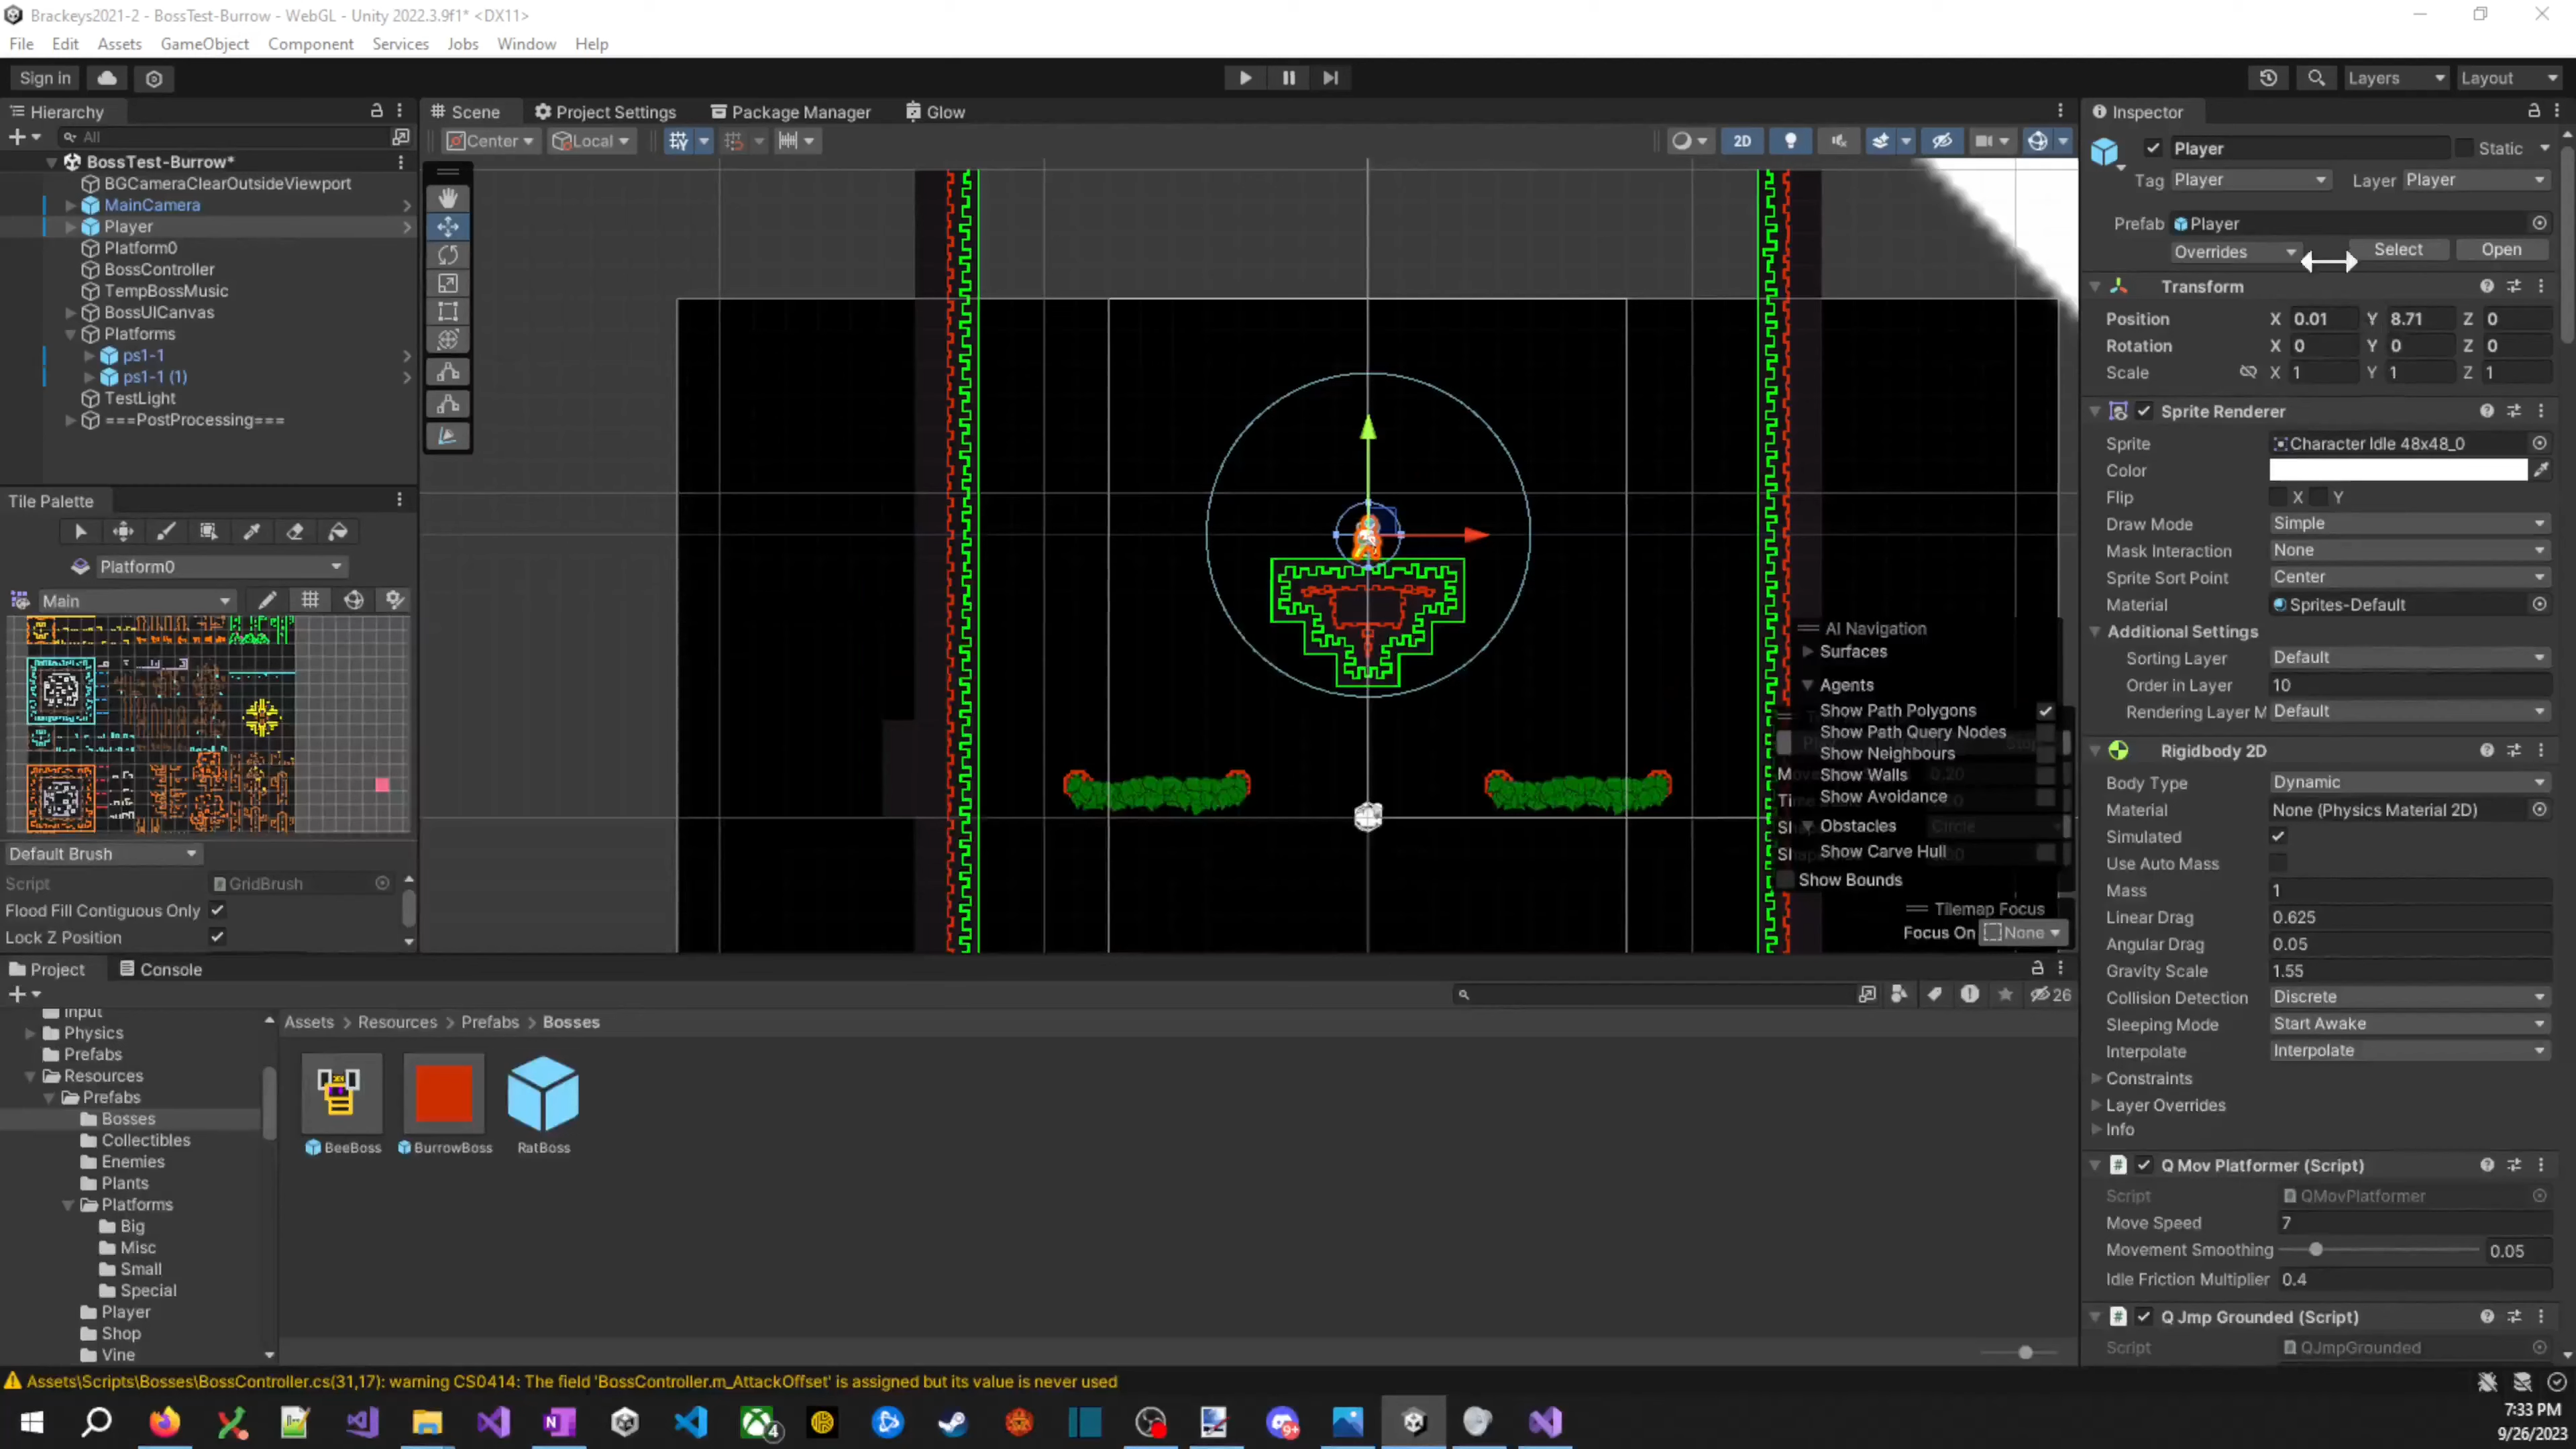 Brackeys2021-2 - BossTest-Burrow - WebGL - Unity 2022.3.9f1* <DX11>
File Edit Assets GameObject Component Services Jobs Window Help
Sign in
Layers Layout
Hierarchy
All
BossTest-Burrow*
BGCameraClearOutsideViewport
MainCamera
Player
Platform0
BossController
TempBossMusic
BossUICanvas
Platforms
ps1-1
ps1-1 (1)
TestLight
===PostProcessing===
Tile Palette
Platform0
Main
Default Brush
Script GridBrush
Flood Fill Contiguous Only
Lock Z Position
Scene Project Settings Package Manager Glow
Center Local
2D
AI Navigation
Surfaces
Agents
Show Path Polygons
Show Path Query Nodes
Show Neighbours
Show Walls
Show Avoidance
Obstacles
Show Carve Hull
Show Bounds
Tilemap Focus
Focus On None
Project Console
26
Input
Physics
Prefabs
Resources
Prefabs
Bosses
Collectibles
Enemies
Plants
Platforms
Big
Misc
Small
Special
Player
Shop
Vine
Assets > Resources > Prefabs > Bosses
BeeBoss BurrowBoss RatBoss
Inspector
Player Static
Tag Player Layer Player
Prefab Player
Overrides Select Open
Transform
Position X 0.01 Y 8.71 Z 0
Rotation X 0 Y 0 Z 0
Scale X 1 Y 1 Z 1
Sprite Renderer
Sprite Character Idle 48x48_0
Color
Flip X Y
Draw Mode Simple
Mask Interaction None
Sprite Sort Point Center
Material Sprites-Default
Additional Settings
Sorting Layer Default
Order in Layer 10
Rendering Layer M Default
Rigidbody 2D
Body Type Dynamic
Material None (Physics Material 2D)
Simulated
Use Auto Mass
Mass 1
Linear Drag 0.625
Angular Drag 0.05
Gravity Scale 1.55
Collision Detection Discrete
Sleeping Mode Start Awake
Interpolate Interpolate
Constraints
Layer Overrides
Info
Q Mov Platformer (Script)
Script QMovPlatformer
Move Speed 7
Movement Smoothing 0.05
Idle Friction Multiplier 0.4
Q Jmp Grounded (Script)
Script QJmpGrounded
Assets\Scripts\Bosses\BossController.cs(31,17): warning CS0414: The field 'BossController.m_AttackOffset' is assigned but its value is never used
4
9+
7:33 PM
9/26/2023